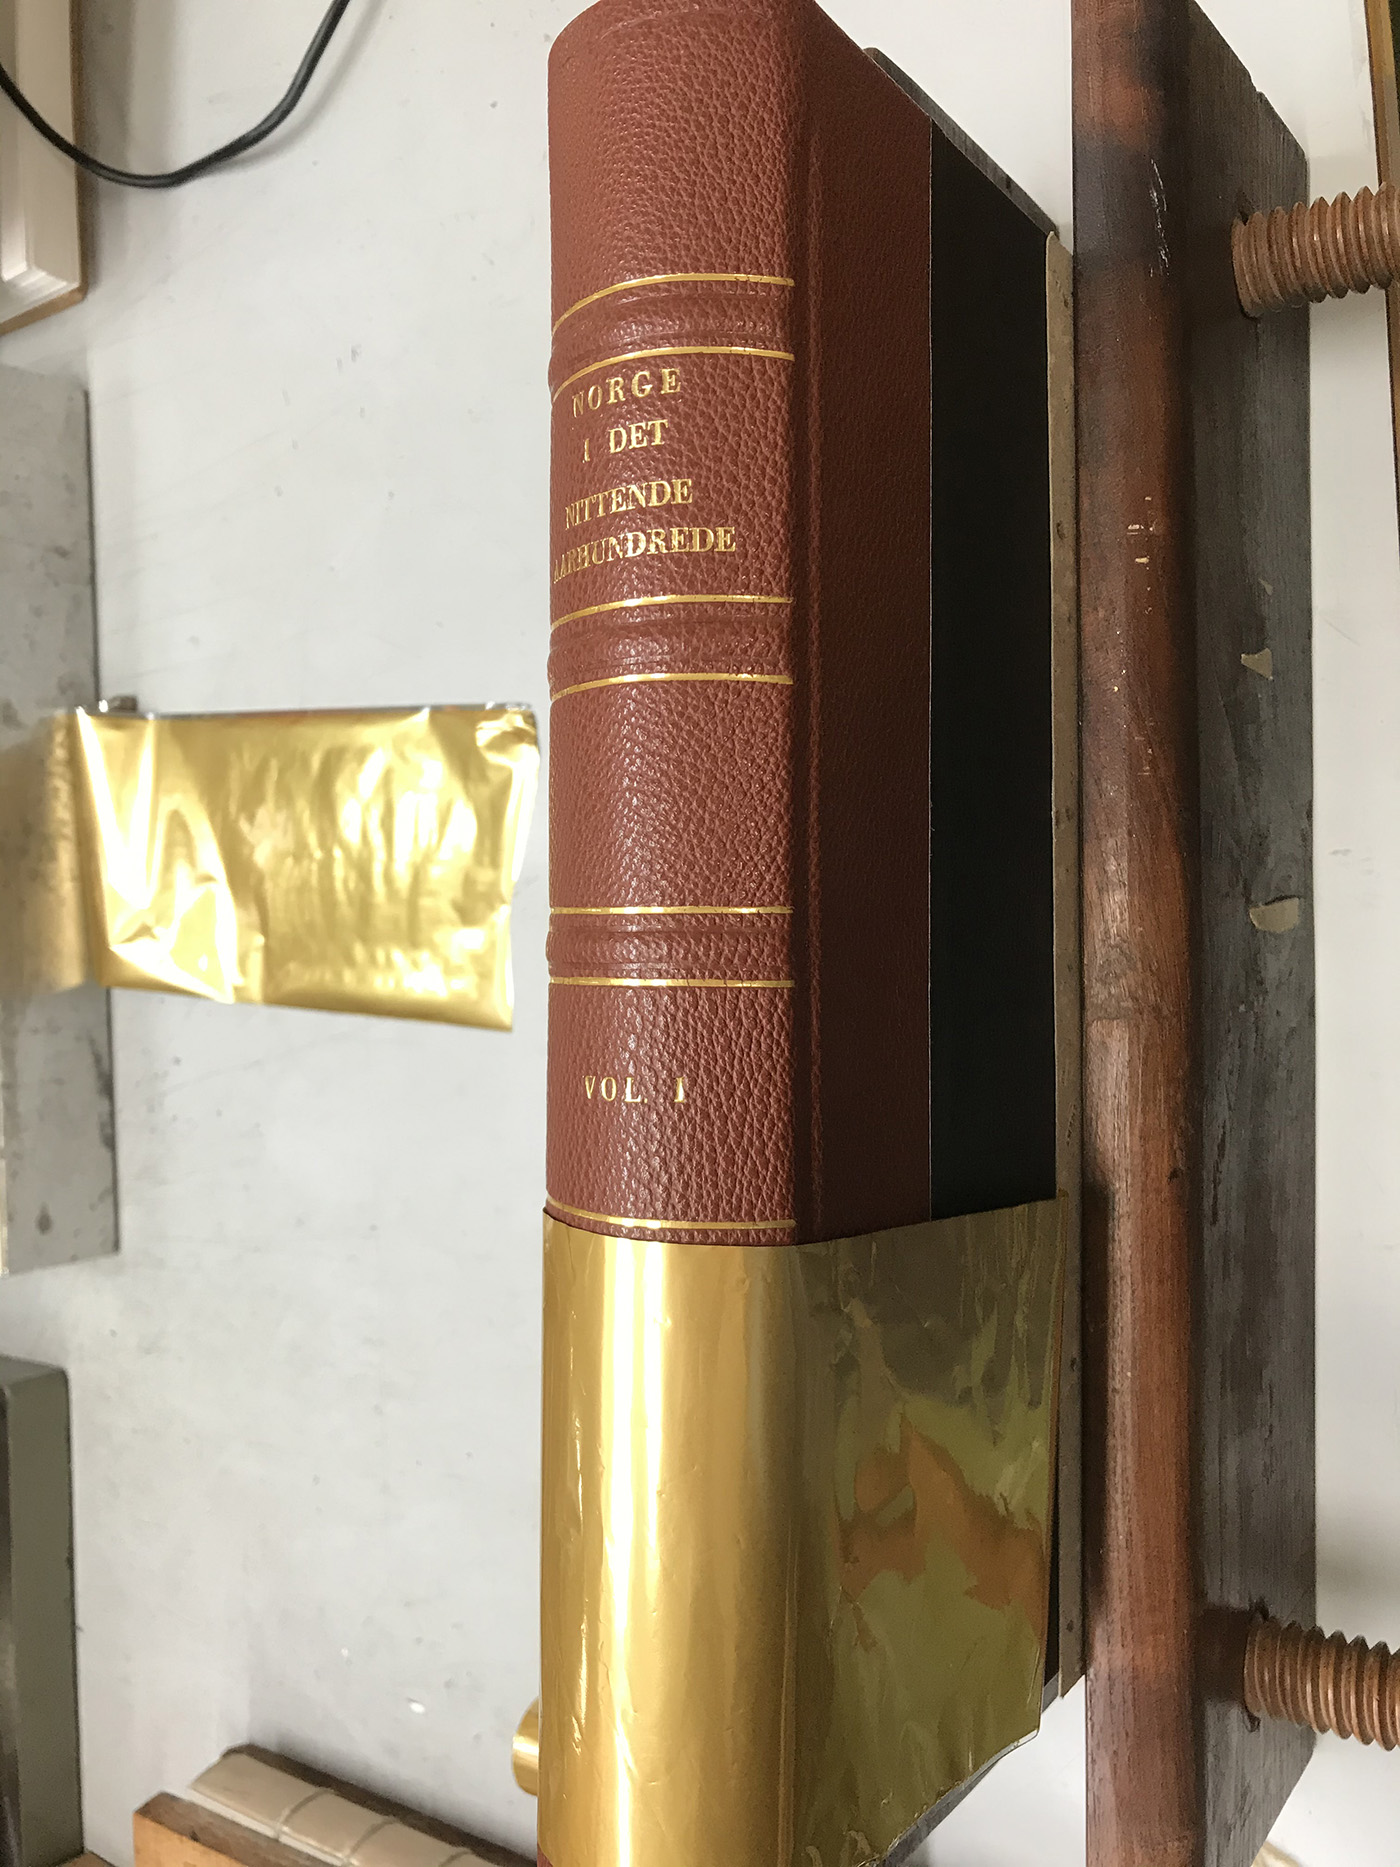 NORGE
I DET
NITTENDE
AARHUNDREDE
VOL. I